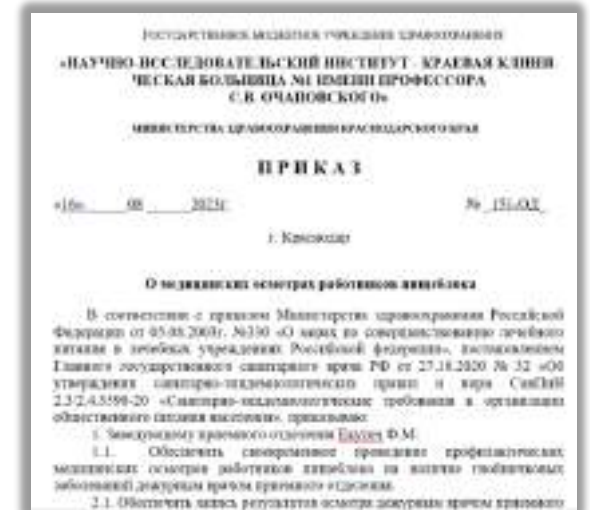 ГОСУДАРСТВЕННОЕ БЮДЖЕТНОЕ УЧРЕЖДЕНИЕ ЗДРАВООХРАНЕНИЯ
«НАУЧНО-ИССЛЕДОВАТЕЛЬСКИЙ ИНСТИТУТ - КРАЕВАЯ КЛИНИ
ЧЕСКАЯ БОЛЬНИЦА №1 ИМЕНИ ПРОФЕССОРА
С.В. ОЧАПОВСКОГО»
МИНИСТЕРСТВА ЗДРАВООХРАНЕНИЯ КРАСНОДАРСКОГО КРАЯ
П Р И К А З
«16» 08 2023г № 151-ОД
г. Краснодар
О медицинских осмотрах работников пищеблока
В соответствии с приказом Министерства здравоохранения Российской
Федерации от 05.08.2003г. №330 «О мерах по совершенствованию лечебного
питания в лечебных учреждениях Российской федерации», постановлением
Главного государственного санитарного врача РФ от 27.10.2020 № 32 «Об
утверждении санитарно-эпидемиологических правил и норм СанПиН
2.3/2.4.3590-20 «Санитарно-эпидемиологические требования к организации
общественного питания населения», приказываю:
1. Заведующему приемного отделения Ф.М.
1.1. Обеспечить своевременное проведение профилактических
медицинских осмотров работников пищеблока на наличие гнойничковых
заболеваний дежурным врачом приемного отделения.
2.1. Обеспечить запись результатов осмотра дежурным врачом приемного